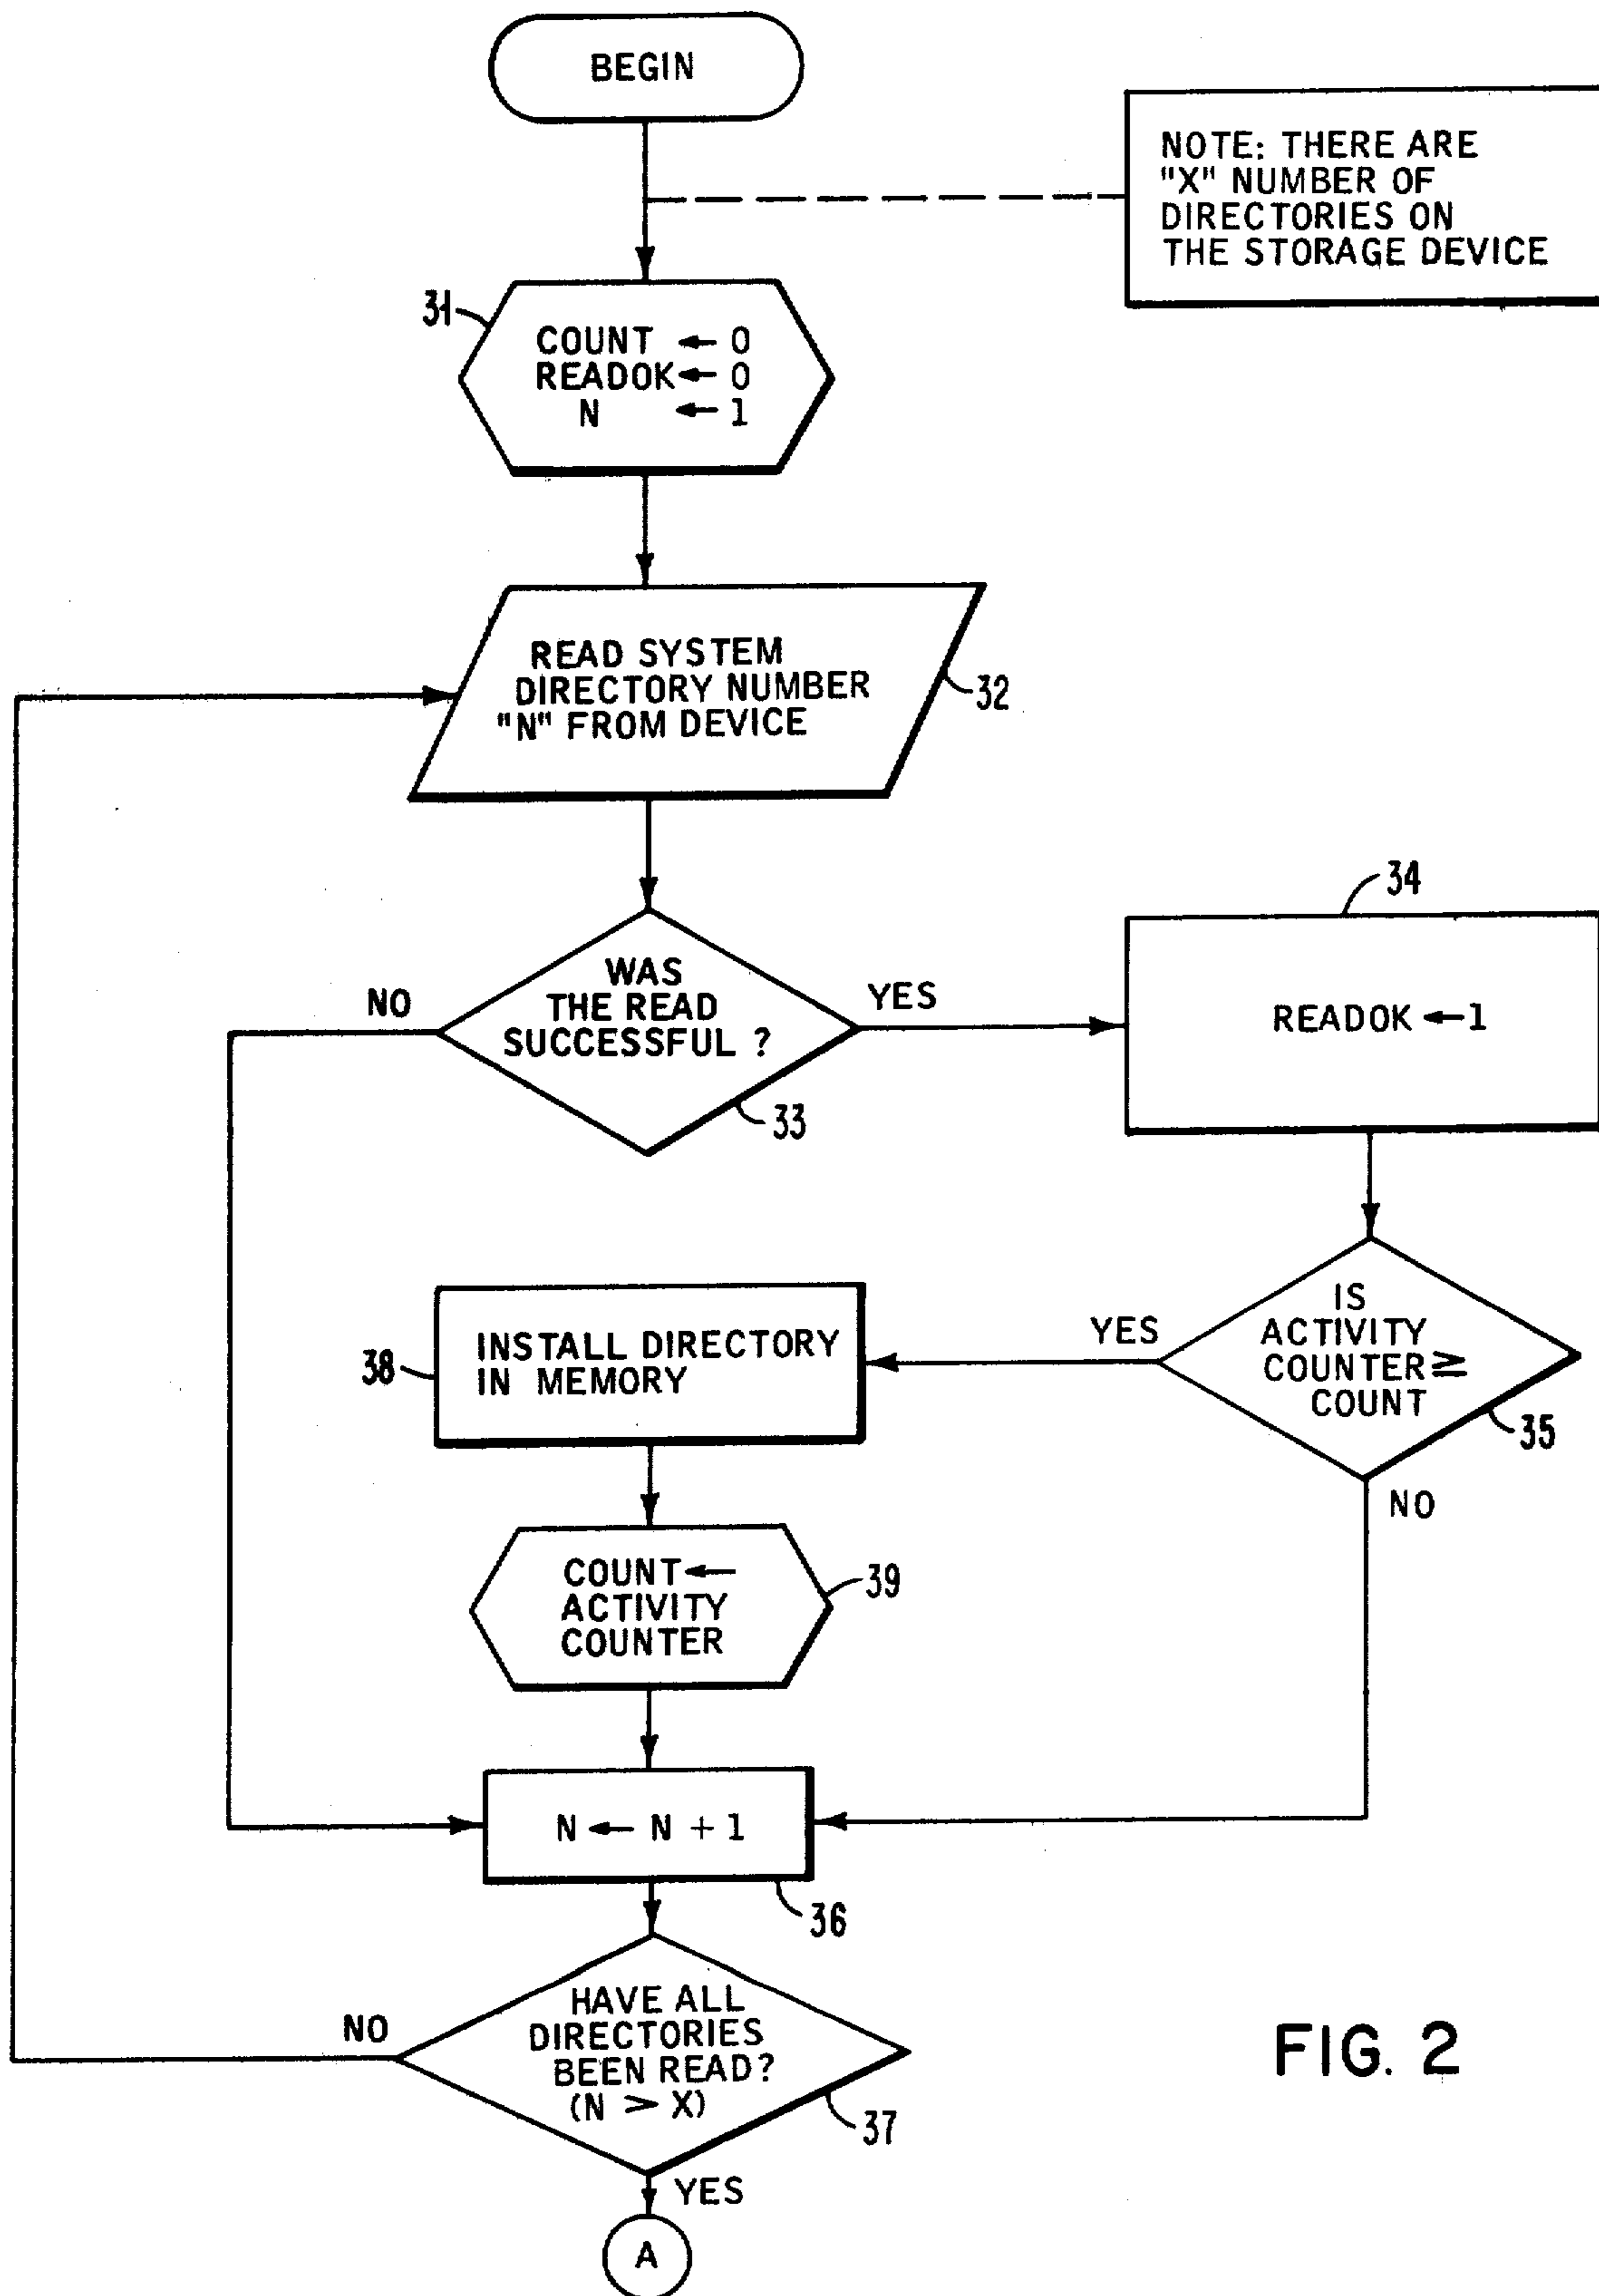 BEGIN
NOTE: THERE ARE
"X" NUMBER OF
DIRECTORIES ON
THE STORAGE DEVICE
31
COUNT ← 0
READOK ← 0
N ← 1
READ SYSTEM
DIRECTORY NUMBER
"N" FROM DEVICE
32
WAS
THE READ
SUCCESSFUL ?
NO
YES
33
34
READOK ← 1
IS
ACTIVITY
COUNTER ≥
COUNT
YES
NO
35
38
INSTALL DIRECTORY
IN MEMORY
COUNT ←
ACTIVITY
COUNTER
39
N ← N + 1
36
HAVE ALL
DIRECTORIES
BEEN READ?
(N > X)
NO
37
YES
A
FIG. 2